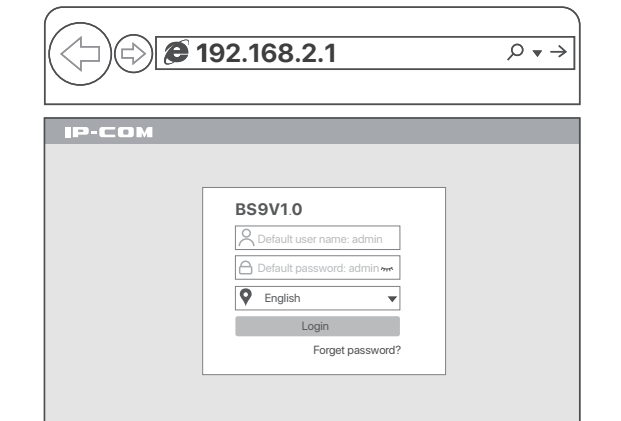 192.168.2.1
IP-COM
BS9V1.0
Default user name: admin
Default password: admin
English
Login
Forget password?